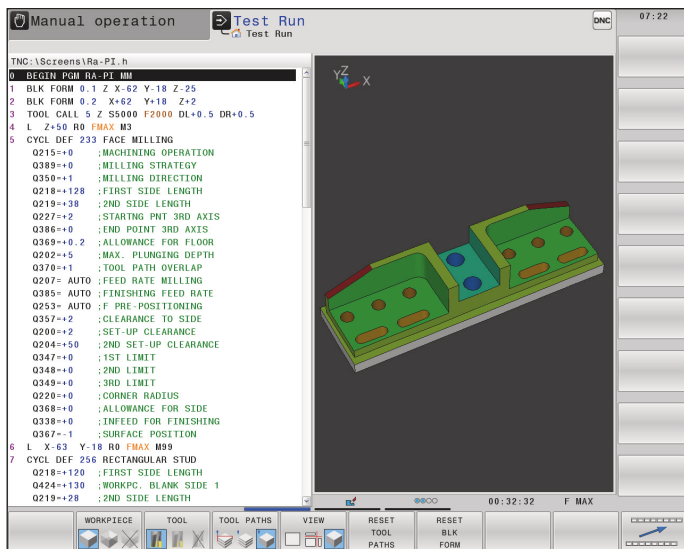 Manual operation
Test Run
Test Run
DNC
07:22
TNC:\Screens\Ra-PI.h
0 BEGIN PGM RA-PI MM
1 BLK FORM 0.1 Z X-62 Y-18 Z-25
2 BLK FORM 0.2 X+62 Y+18 Z+2
3 TOOL CALL 5 Z S5000 F2000 DL+0.5 DR+0.5
4 L Z+50 R0 FMAX M3
5 CYCL DEF 233 FACE MILLING
Q215=+0 ;MACHINING OPERATION
Q389=+0 ;MILLING STRATEGY
Q350=+1 ;MILLING DIRECTION
Q218=+128 ;FIRST SIDE LENGTH
Q219=+38 ;2ND SIDE LENGTH
Q227=+2 ;STARTNG PNT 3RD AXIS
Q386=+0 ;END POINT 3RD AXIS
Q369=+0.2 ;ALLOWANCE FOR FLOOR
Q202=+5 ;MAX. PLUNGING DEPTH
Q370=+1 ;TOOL PATH OVERLAP
Q207= AUTO ;FEED RATE MILLING
Q385= AUTO ;FINISHING FEED RATE
Q253= AUTO ;F PRE-POSITIONING
Q357=+2 ;CLEARANCE TO SIDE
Q200=+2 ;SET-UP CLEARANCE
Q204=+50 ;2ND SET-UP CLEARANCE
Q347=+0 ;1ST LIMIT
Q348=+0 ;2ND LIMIT
Q349=+0 ;3RD LIMIT
Q220=+0 ;CORNER RADIUS
Q368=+0 ;ALLOWANCE FOR SIDE
Q338=+0 ;INFEED FOR FINISHING
Q367=-1 ;SURFACE POSITION
6 L X-63 Y-18 R0 FMAX M99
7 CYCL DEF 256 RECTANGULAR STUD
Q218=+120 ;FIRST SIDE LENGTH
Q424=+130 ;WORKPC. BLANK SIDE 1
Q219=+28 ;2ND SIDE LENGTH
Y Z X
00:32:32 F MAX
WORKPIECE
TOOL
TOOL PATHS
VIEW
RESET
TOOL
PATHS
RESET
BLK
FORM